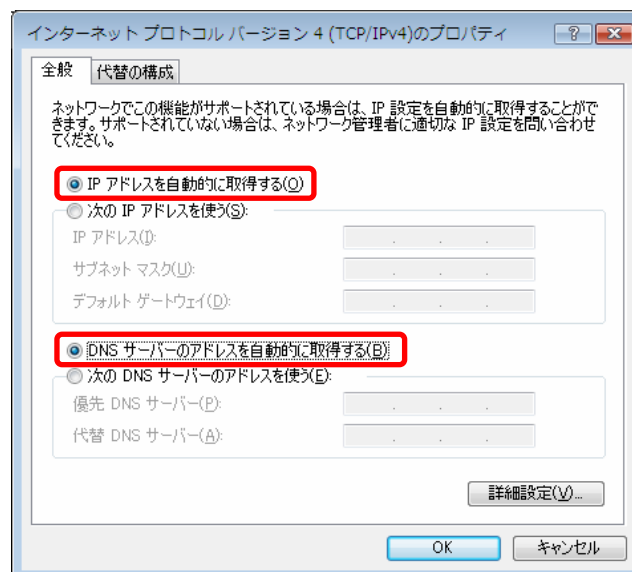 インターネット プロトコル バージョン 4 (TCP/IPv4)のプロパティ
全般
代替の構成
ネットワークでこの機能がサポートされている場合は、IP 設定を自動的に取得することがで
きます。サポートされていない場合は、ネットワーク管理者に適切な IP 設定を問い合わせ
てください。
IP アドレスを自動的に取得する(O)
次の IP アドレスを使う(S):
IP アドレス(I):
サブネット マスク(U):
デフォルト ゲートウェイ(D):
DNS サーバーのアドレスを自動的に取得する(B)
次の DNS サーバーのアドレスを使う(E):
優先 DNS サーバー(P):
代替 DNS サーバー(A):
詳細設定(V)...
OK
キャンセル